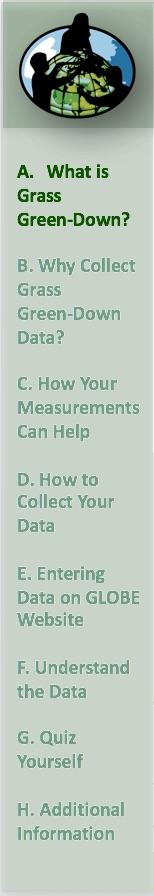 A. What is
Grass
Green-Down?
B. Why Collect
Grass
Green-Down
Data?
C. How Your
Measurements
Can Help
D. How to
Collect Your
Data
E. Entering
Data on GLOBE
Website
F. Understand
the Data
G. Quiz
Yourself
H. Additional
Information